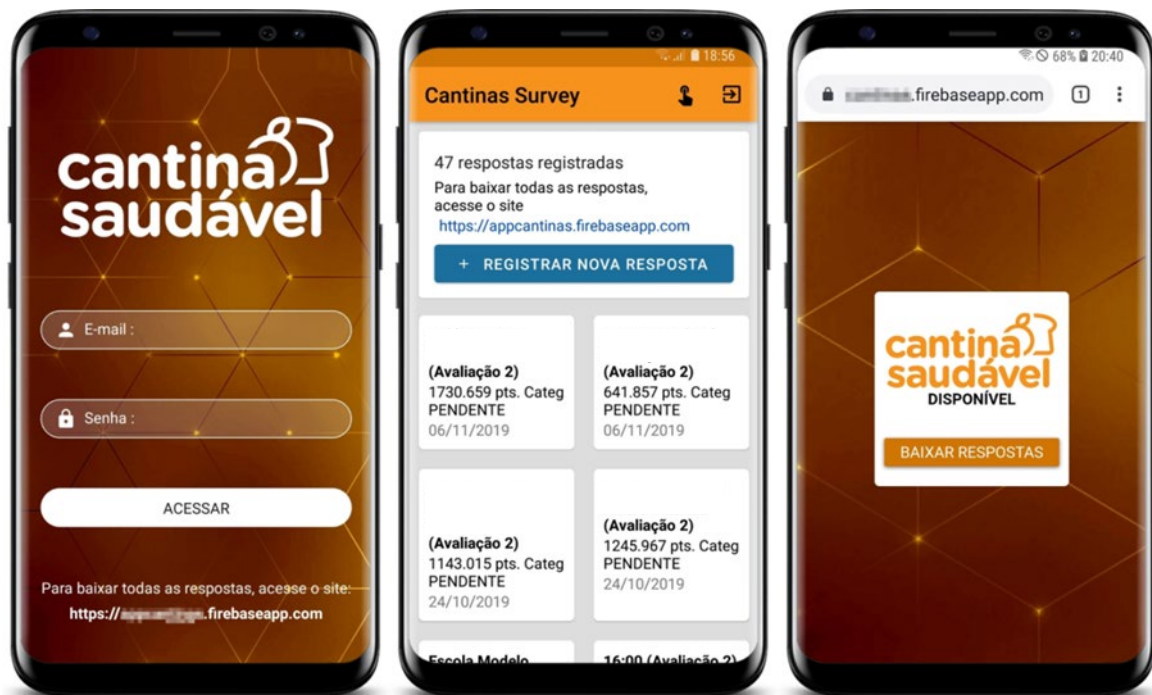 cantina
saudável
E-mail :
Senha :
ACESSAR
Para baixar todas as respostas, acesse o site:
https:// .firebaseapp.com
18:56
Cantinas Survey
47 respostas registradas
Para baixar todas as respostas,
acesse o site
https://appcantinas.firebaseapp.com
+ REGISTRAR NOVA RESPOSTA
(Avaliação 2)
1730.659 pts. Categ
PENDENTE
06/11/2019
(Avaliação 2)
641.857 pts. Categ
PENDENTE
06/11/2019
(Avaliação 2)
1143.015 pts. Categ
PENDENTE
24/10/2019
(Avaliação 2)
1245.967 pts. Categ
PENDENTE
24/10/2019
Escola Modelo
16:00 (Avaliação 2)
68% 20:40
.firebaseapp.com 1
cantina
saudável
DISPONÍVEL
BAIXAR RESPOSTAS